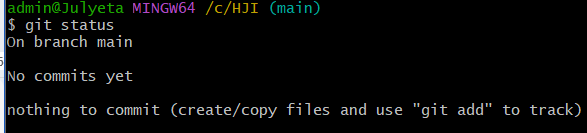 admin@Julyeta MINGW64 /c/HJI (main)
$ git status
On branch main
No commits yet
nothing to commit (create/copy files and use "git add" to track)